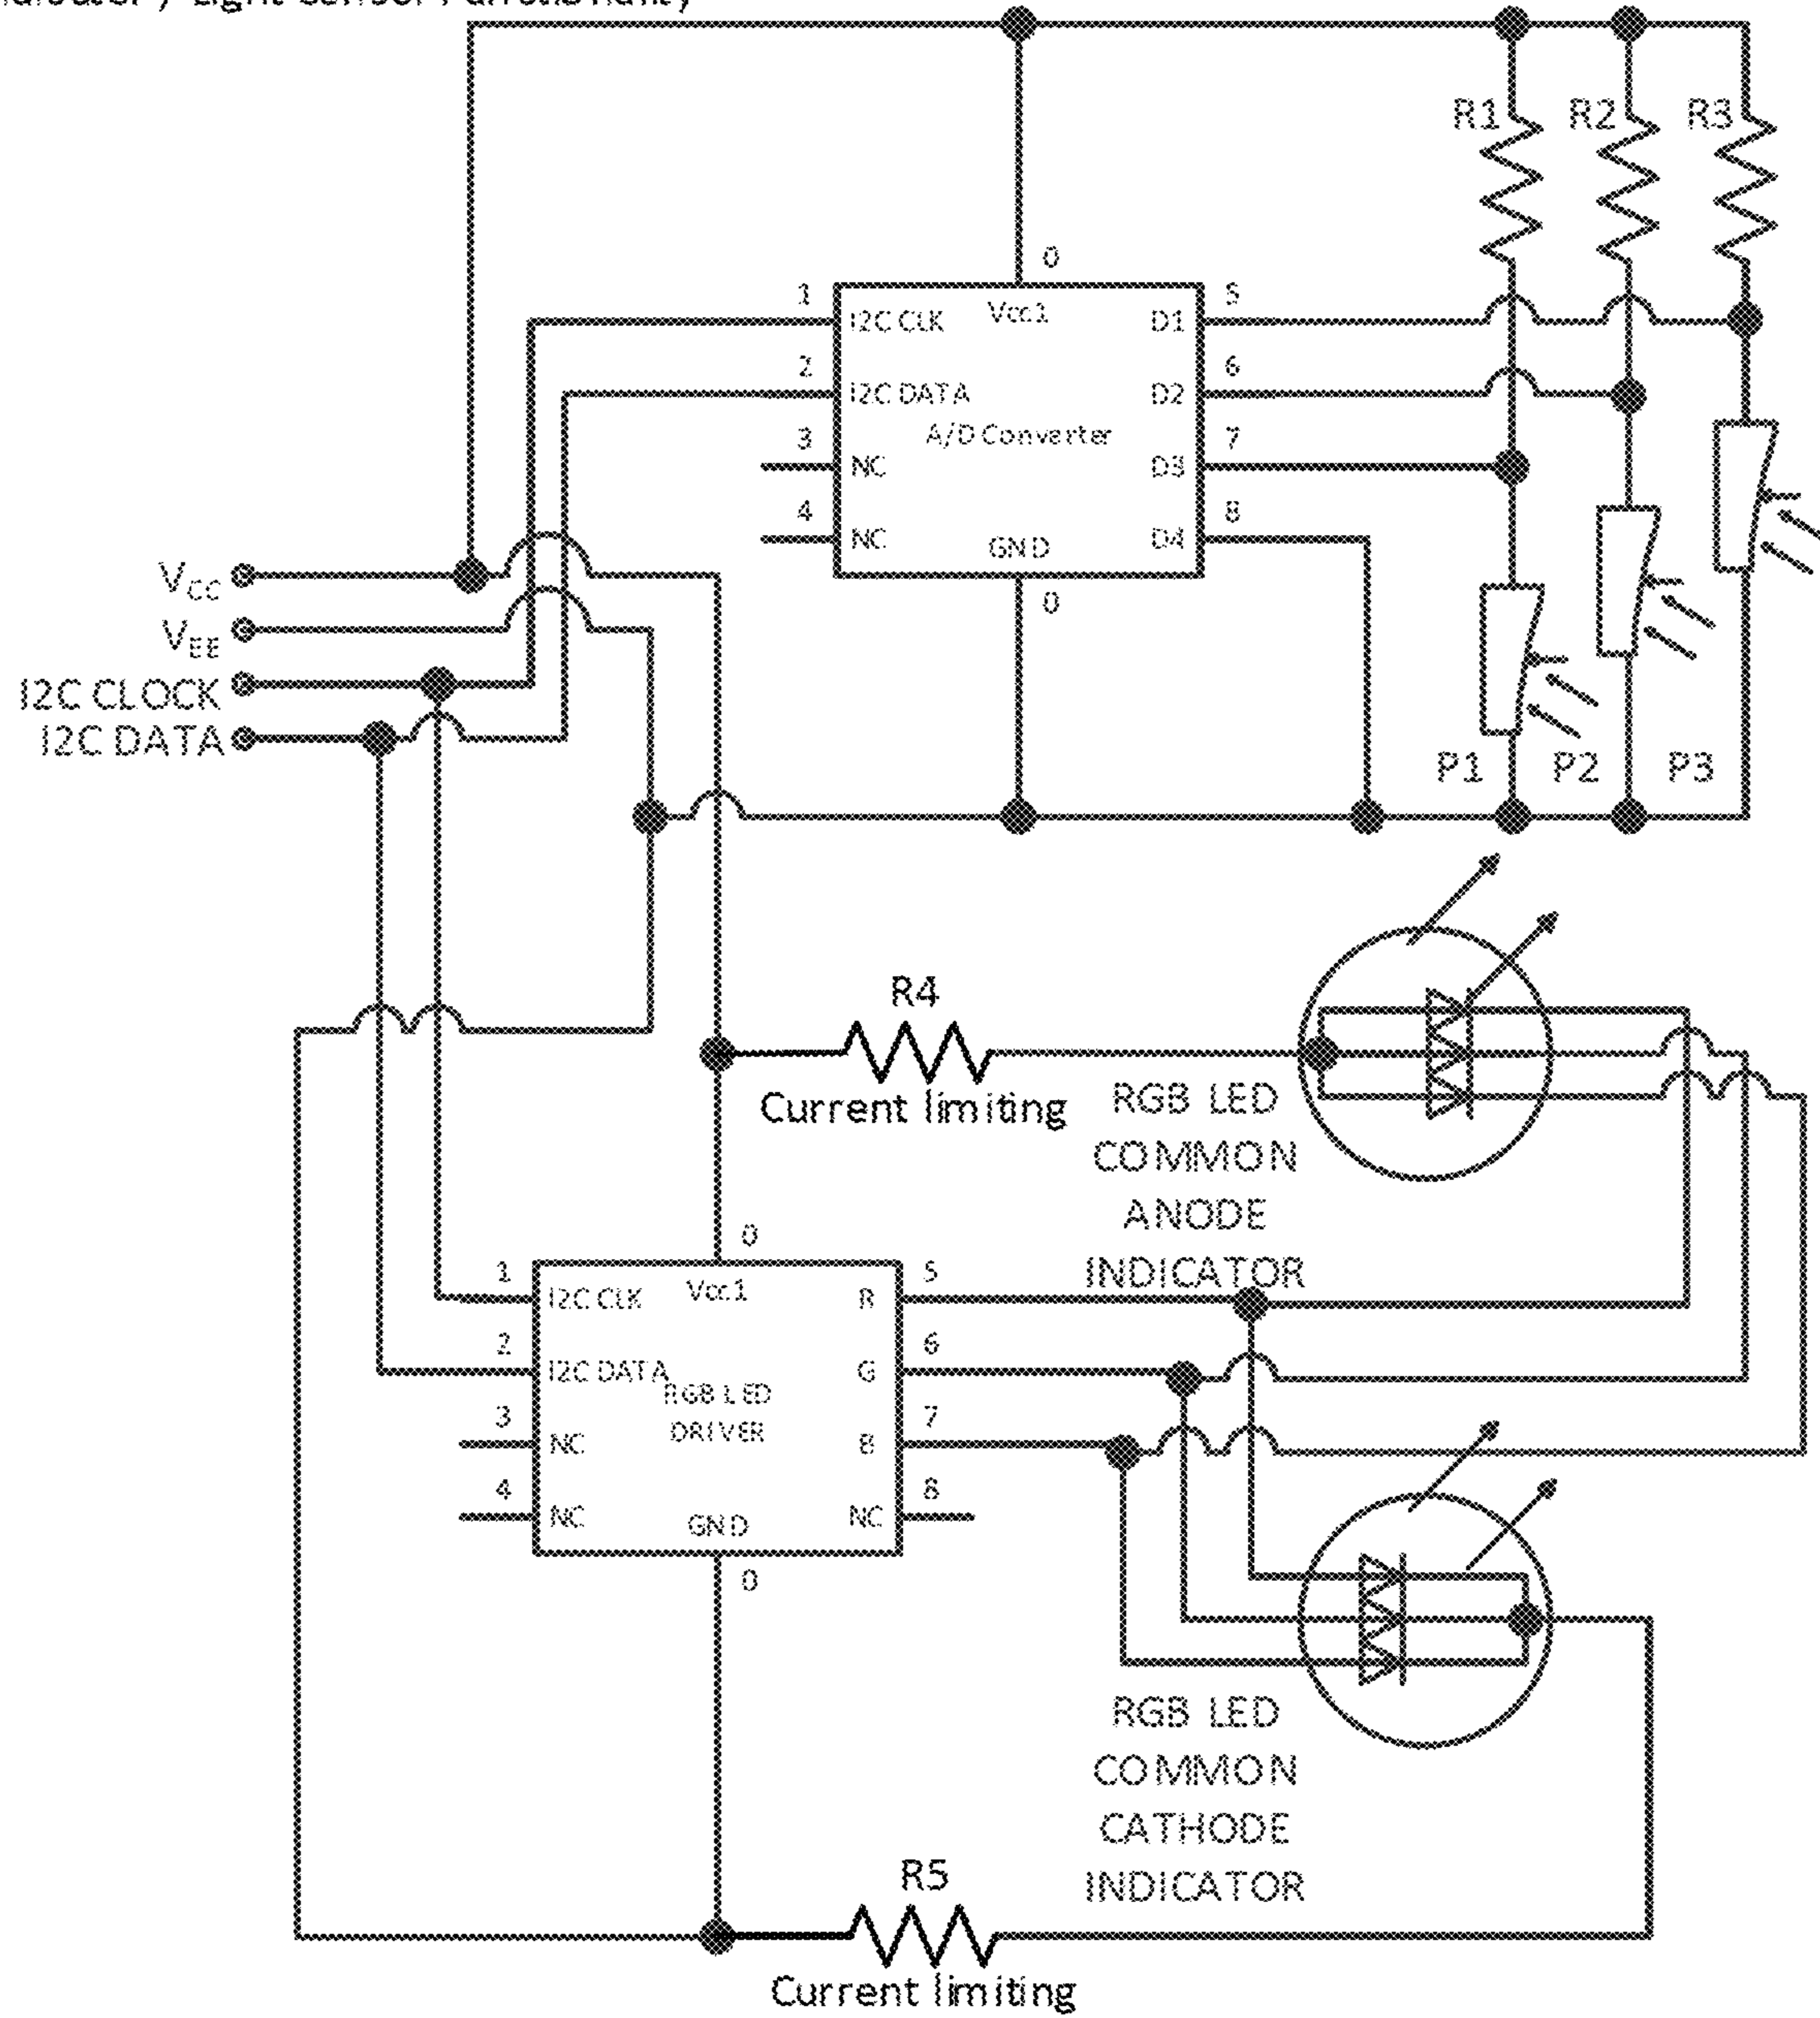 Light Sensor Functionality
R1 R2 R3
0
1 I2C CLK Vcc1 D1 5
2 I2C DATA D2 6
A/D Converter
3 NC D3 7
4 NC GND D4 8
0
VCC
VEE
I2C CLOCK
I2C DATA
P1 P2 P3
R4
Current limiting
RGB LED
COMMON
ANODE
INDICATOR
0
1 I2C CLK Vcc1 R 5
2 I2C DATA G 6
RGB LED
DRIVER
3 NC B 7
4 NC GND NC 8
0
RGB LED
COMMON
CATHODE
INDICATOR
R5
Current limiting